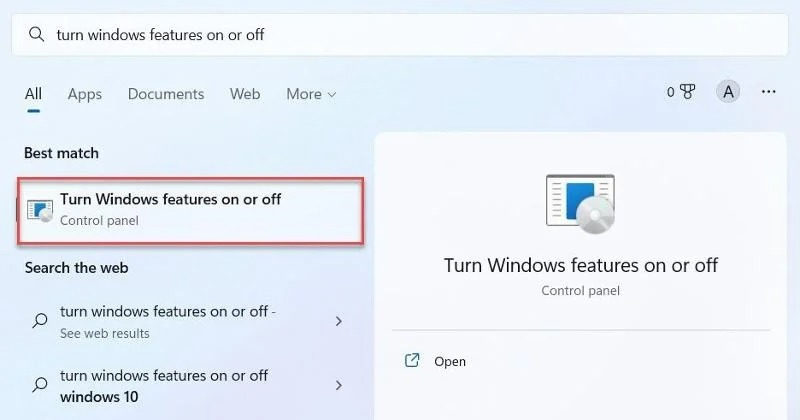 turn windows features on or off
All Apps Documents Web More 0 A ...
Best match
Turn Windows features on or off
Control panel
Search the web
turn windows features on or off -
See web results
turn windows features on or off
windows 10
Turn Windows features on or off
Control panel
Open